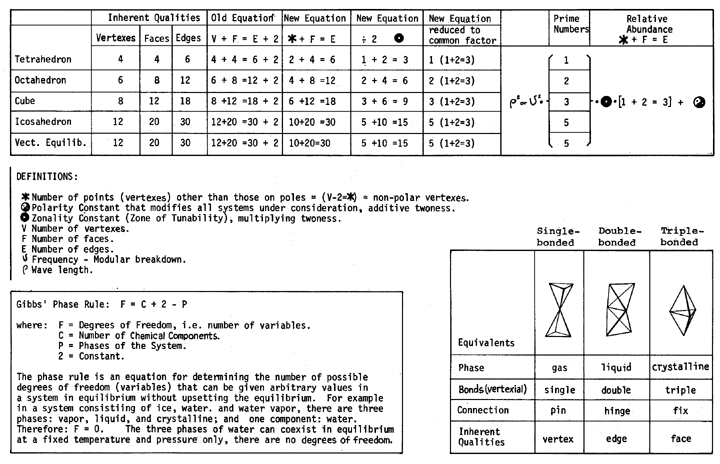 Inherent Qualities Old Equation New Equation New Equation New Equation Prime Relative
reduced to Numbers Abundance
Vertexes Faces Edges V + F = E + 2 ✱ + F = E ÷ 2 common factor ✱ + F = E
Tetrahedron 4 4 6 4 + 4 = 6 + 2 2 + 4 = 6 1 + 2 = 3 1 (1+2=3) 1
Octahedron 6 8 12 6 + 8 =12 + 2 4 + 8 =12 2 + 4 = 6 2 (1+2=3) 2
Cube 8 12 18 8 +12 =18 + 2 6 +12 =18 3 + 6 = 9 3 (1+2=3) 3 [1 + 2 = 3] +
Icosahedron 12 20 30 12+20 =30 + 2 10+20 =30 5 +10 =15 5 (1+2=3) 5
Vect. Equilib. 12 20 30 12+20 =30 + 2 10+20=30 5 +10 =15 5 (1+2=3) 5
DEFINITIONS:
✱Number of points (vertexes) other than those on poles = (V-2=✱) = non-polar vertexes.
Polarity Constant that modifies all systems under consideration, additive twoness.
Zonality Constant (Zone of Tunability), multiplying twoness.
V Number of vertexes.
F Number of faces.
E Number of edges.
Frequency - Modular breakdown.
ρ Wave length.
Gibbs' Phase Rule: F = C + 2 - P
where: F = Degrees of Freedom, i.e. number of variables.
C = Number of Chemical Components.
P = Phases of the System.
2 = Constant.
The phase rule is an equation for determining the number of possible
degrees of freedom (variables) that can be given arbitrary values in
a system in equilibrium without upsetting the equilibrium. For example
in a system consistiing of ice, water. and water vapor, there are three
phases: vapor, liquid, and crystalline; and one component: water.
Therefore: F = 0. The three phases of water can coexist in equilibrium
at a fixed temperature and pressure only, there are no degrees of freedom.
Single- Double- Triple-
bonded bonded bonded
Equivalents
Phase gas liquid crystalline
Bonds(vertexial) single double triple
Connection pin hinge fix
Inherent
Qualities vertex edge face